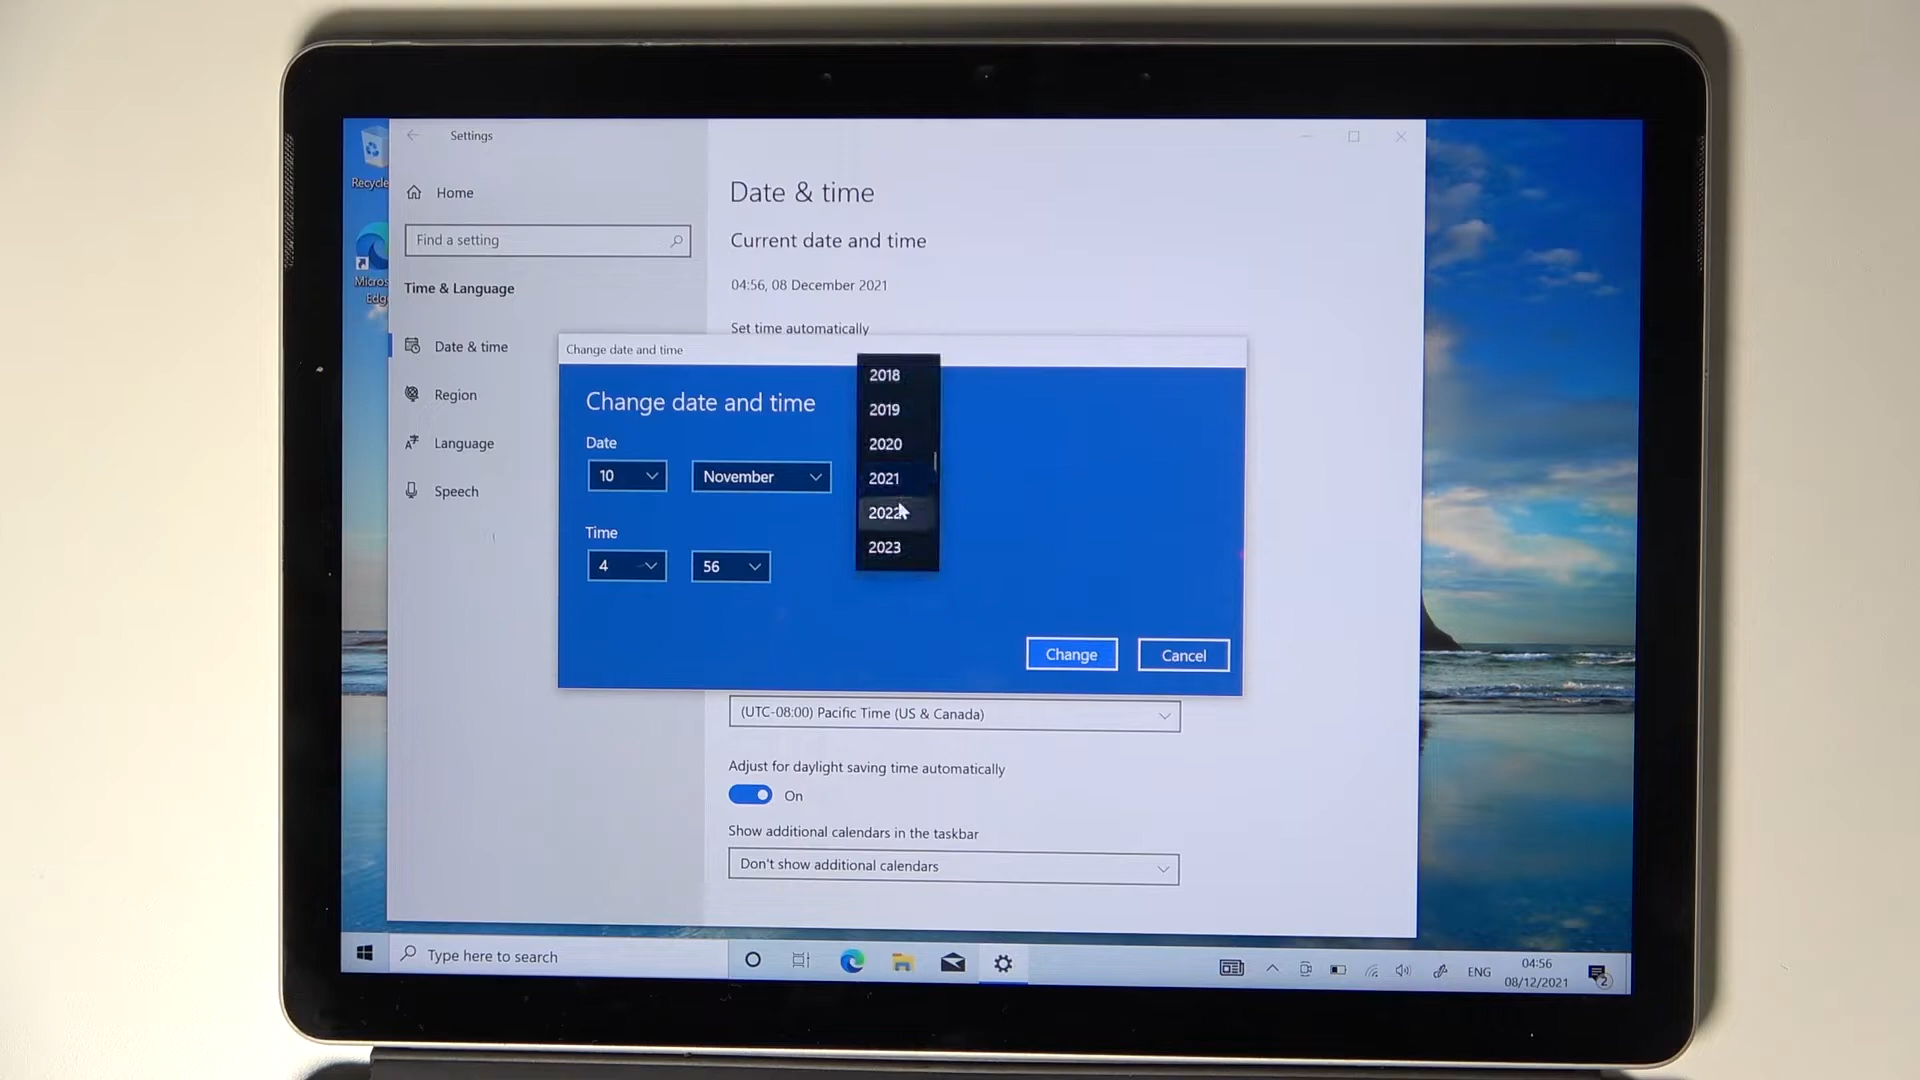 Recycle
Micros
Edg
Settings
Home
Find a setting
Time & Language
Date & time
Region
Language
Speech
Date & time
Current date and time
04:56, 08 December 2021
Set time automatically
Change date and time
Change date and time
Date
10
November
2018
2019
2020
2021
2022
2023
Time
4
56
Change
Cancel
(UTC-08:00) Pacific Time (US & Canada)
Adjust for daylight saving time automatically
On
Show additional calendars in the taskbar
Don't show additional calendars
Type here to search
ENG
04:56
08/12/2021
2